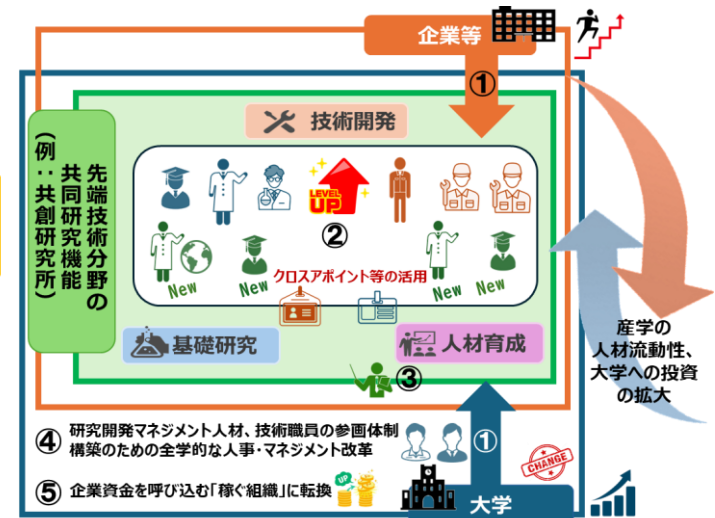 企業等
①
技術開発
先端技術分野の
共同研究機能
(例：共創研究所)
LEVEL
UP
②
New
New
クロスアポイント等の活用
New
New
基礎研究
人材育成
③
産学の
人材流動性、
大学への投資
の拡大
④ 研究開発マネジメント人材、技術職員の参画体制
構築のための全学的な人事・マネジメント改革
①
CHANGE
⑤ 企業資金を呼び込む「稼ぐ組織」に転換
UP
大学